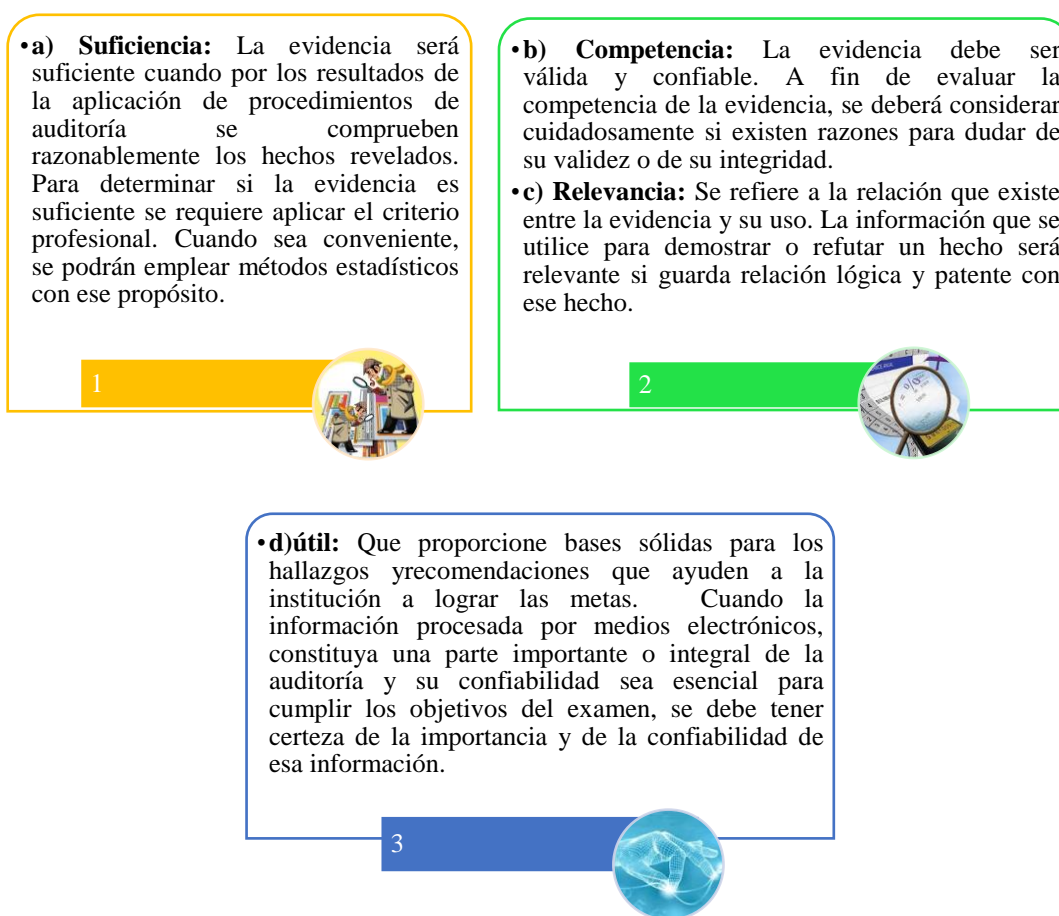 •a) Suficiencia: La evidencia será
suficiente cuando por los resultados de
la aplicación de procedimientos de
auditoría se comprueben
razonablemente los hechos revelados.
Para determinar si la evidencia es
suficiente se requiere aplicar el criterio
profesional. Cuando sea conveniente,
se podrán emplear métodos estadísticos
con ese propósito.
1
•b) Competencia: La evidencia debe ser
válida y confiable. A fin de evaluar la
competencia de la evidencia, se deberá considerar
cuidadosamente si existen razones para dudar de
su validez o de su integridad.
•c) Relevancia: Se refiere a la relación que existe
entre la evidencia y su uso. La información que se
utilice para demostrar o refutar un hecho será
relevante si guarda relación lógica y patente con
ese hecho.
2
•d)útil: Que proporcione bases sólidas para los
hallazgos yrecomendaciones que ayuden a la
institución a lograr las metas. Cuando la
información procesada por medios electrónicos,
constituya una parte importante o integral de la
auditoría y su confiabilidad sea esencial para
cumplir los objetivos del examen, se debe tener
certeza de la importancia y de la confiabilidad de
esa información.
3